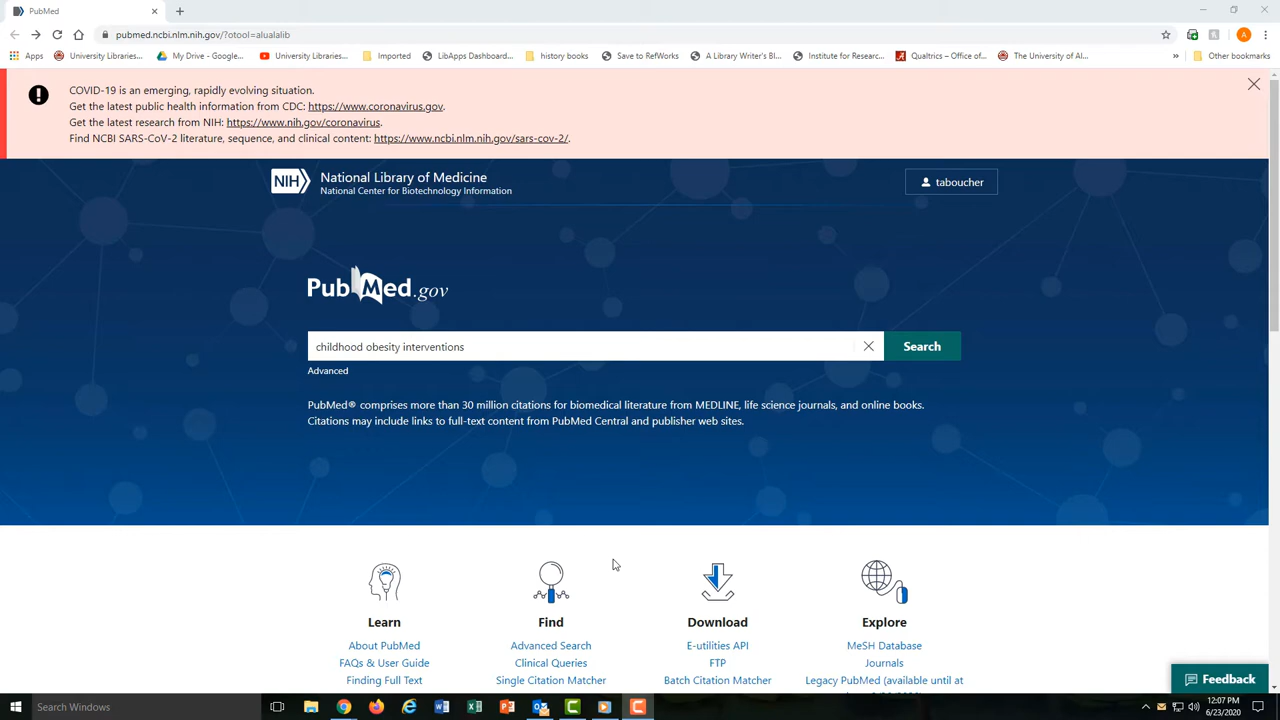 PubMed
pubmed.ncbi.nlm.nih.gov/?otool=alualalib
Apps University Libraries... My Drive - Google... University Libraries... Imported LibApps Dashboard... history books Save to RefWorks A Library Writer's Bl... Institute for Researc... Qualtrics – Office of... The University of Al... » Other bookmarks
COVID-19 is an emerging, rapidly evolving situation.
Get the latest public health information from CDC: https://www.coronavirus.gov.
Get the latest research from NIH: https://www.nih.gov/coronavirus.
Find NCBI SARS-CoV-2 literature, sequence, and clinical content: https://www.ncbi.nlm.nih.gov/sars-cov-2/.
NIH National Library of Medicine
National Center for Biotechnology Information
taboucher
PubMed.gov
childhood obesity interventions
Search
Advanced
PubMed® comprises more than 30 million citations for biomedical literature from MEDLINE, life science journals, and online books.
Citations may include links to full-text content from PubMed Central and publisher web sites.
Learn Find Download Explore
About PubMed Advanced Search E-utilities API MeSH Database
FAQs & User Guide Clinical Queries FTP Journals
Finding Full Text Single Citation Matcher Batch Citation Matcher Legacy PubMed (available until at
Feedback
Search Windows
12:07 PM
6/23/2020